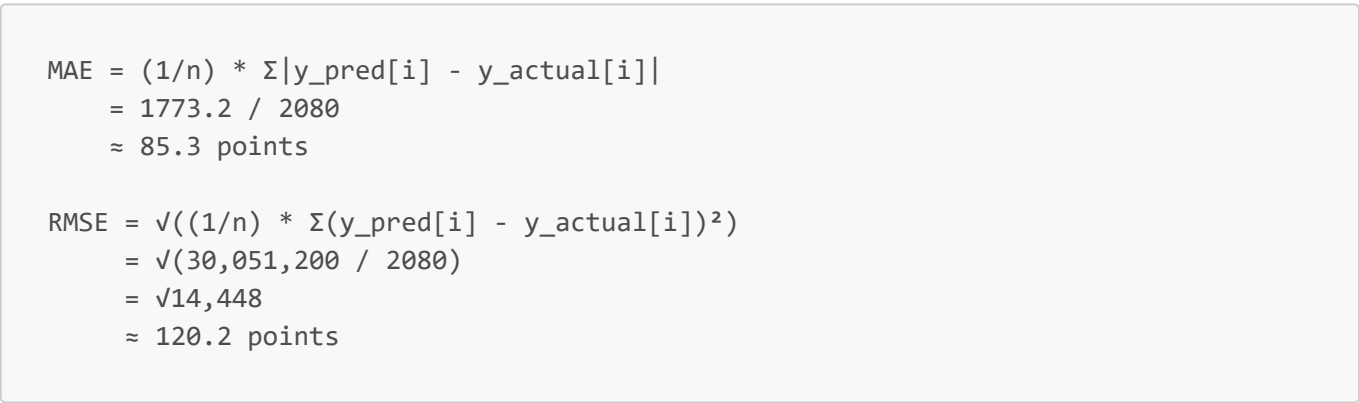 MAE = (1/n) * Σ|y_pred[i] - y_actual[i]|
= 1773.2 / 2080
≈ 85.3 points
RMSE = √((1/n) * Σ(y_pred[i] - y_actual[i])²)
= √(30,051,200 / 2080)
= √14,448
≈ 120.2 points